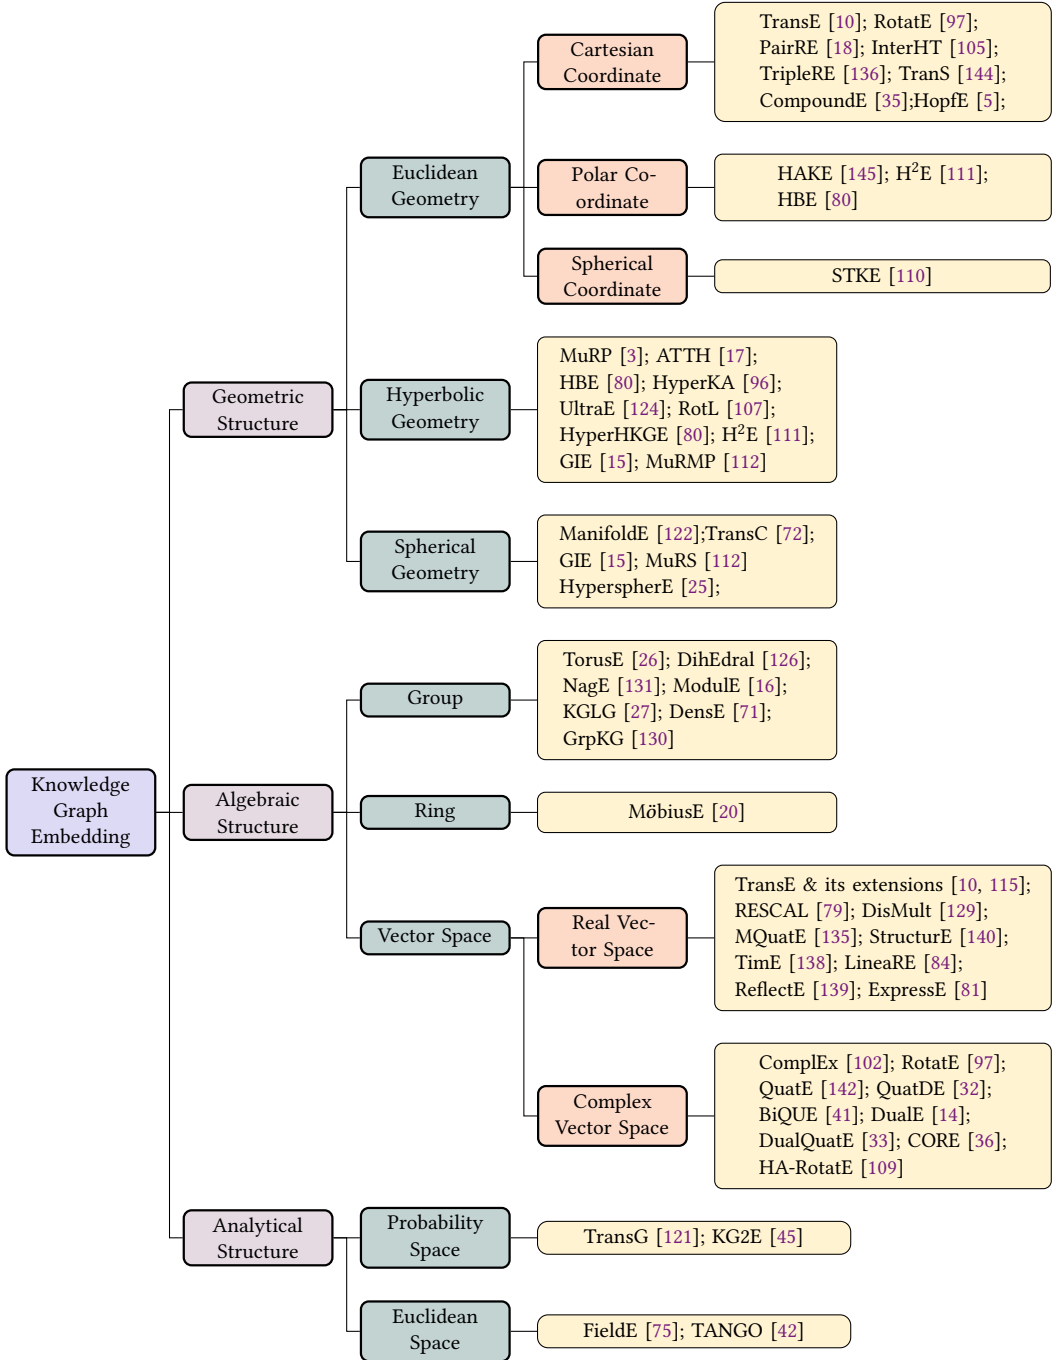 TransE [10]; RotatE [97];
PairRE [18]; InterHT [105];
TripleRE [136]; TranS [144];
CompoundE [35];HopfE [5];
Cartesian
Coordinate
Euclidean
Geometry
Polar Co-
ordinate
HAKE [145]; H²E [111];
HBE [80]
Spherical
Coordinate
STKE [110]
Geometric
Structure
Hyperbolic
Geometry
MuRP [3]; ATTH [17];
HBE [80]; HyperKA [96];
UltraE [124]; RotL [107];
HyperHKGE [80]; H²E [111];
GIE [15]; MuRMP [112]
Spherical
Geometry
ManifoldE [122];TransC [72];
GIE [15]; MuRS [112]
HyperspherE [25];
Group
TorusE [26]; DihEdral [126];
NagE [131]; ModulE [16];
KGLG [27]; DensE [71];
GrpKG [130]
Knowledge
Graph
Embedding
Algebraic
Structure
Ring
MöbiusE [20]
Vector Space
Real Vec-
tor Space
TransE & its extensions [10, 115];
RESCAL [79]; DisMult [129];
MQuatE [135]; StructurE [140];
TimE [138]; LineaRE [84];
ReflectE [139]; ExpressE [81]
Complex
Vector Space
ComplEx [102]; RotatE [97];
QuatE [142]; QuatDE [32];
BiQUE [41]; DualE [14];
DualQuatE [33]; CORE [36];
HA-RotatE [109]
Analytical
Structure
Probability
Space
TransG [121]; KG2E [45]
Euclidean
Space
FieldE [75]; TANGO [42]